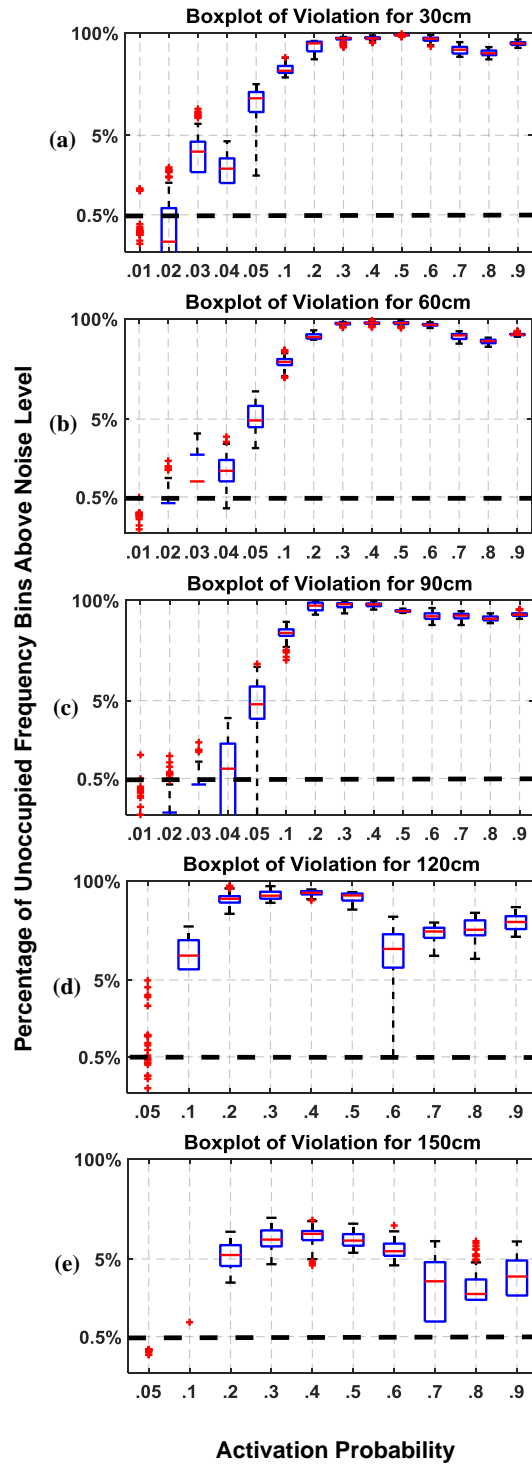 Boxplot of Violation for 30cm
100%
(a)
5%
0.5%
.01 .02 .03 .04 .05 .1 .2 .3 .4 .5 .6 .7 .8 .9
Boxplot of Violation for 60cm
100%
(b)
5%
0.5%
.01 .02 .03 .04 .05 .1 .2 .3 .4 .5 .6 .7 .8 .9
Percentage of Unoccupied Frequency Bins Above Noise Level
Boxplot of Violation for 90cm
100%
(c)
5%
0.5%
.01 .02 .03 .04 .05 .1 .2 .3 .4 .5 .6 .7 .8 .9
Boxplot of Violation for 120cm
100%
(d)
5%
0.5%
.05 .1 .2 .3 .4 .5 .6 .7 .8 .9
Boxplot of Violation for 150cm
100%
(e)
5%
0.5%
.05 .1 .2 .3 .4 .5 .6 .7 .8 .9
Activation Probability